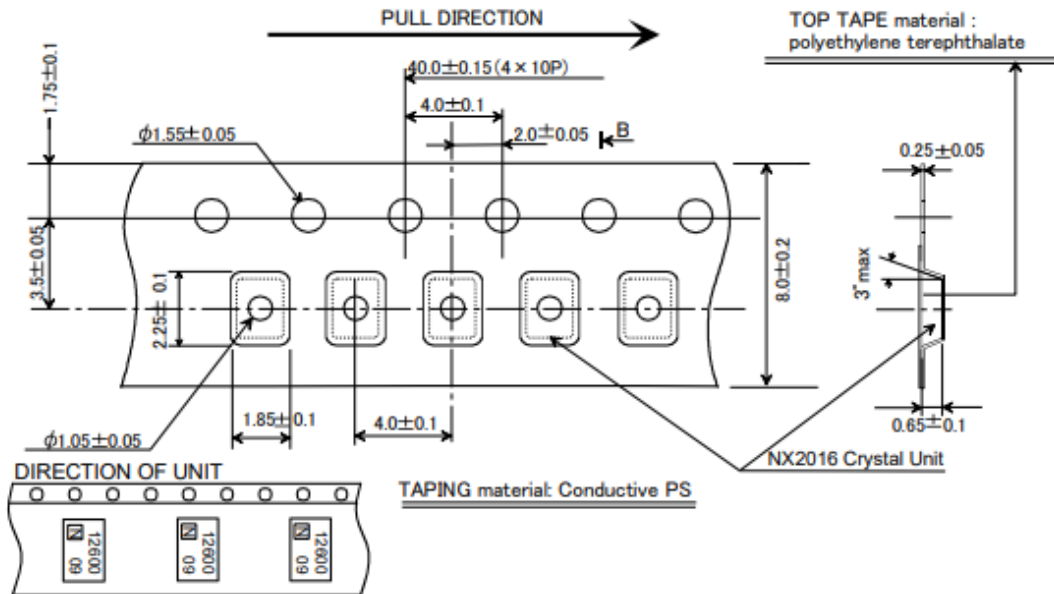 PULL DIRECTION
TOP TAPE material :
polyethylene terephthalate
1.75±0.1
40.0±0.15(4×10P)
4.0±0.1
φ1.55±0.05
2.0±0.05
B
0.25±0.05
3.5±0.05
2.25± 0.1
8.0±0.2
3°max
1.85±0.1
4.0±0.1
0.65±0.1
φ1.05±0.05
NX2016 Crystal Unit
DIRECTION OF UNIT
TAPING material: Conductive PS
N
12600
09
N
12600
09
N
12600
09